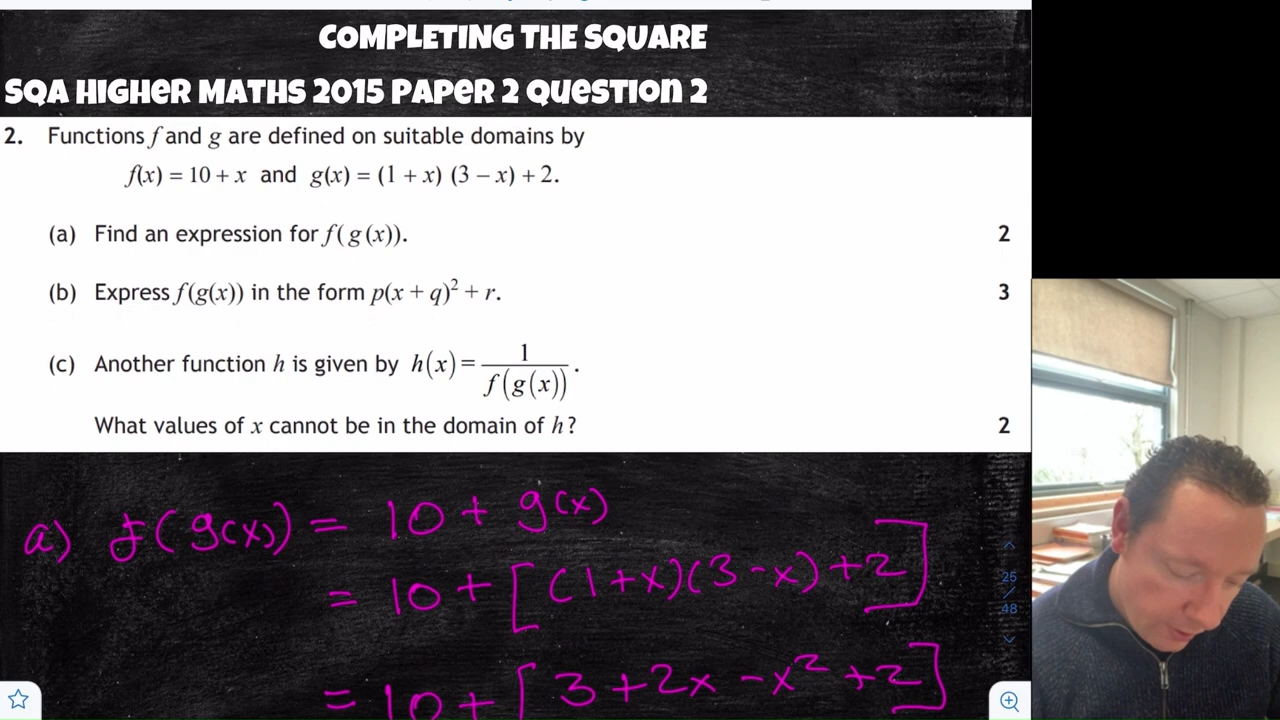 COMPLETING THE SQUARE
SQA HIGHER MATHS 2015 PAPER 2 QUESTION 2
2. Functions f and g are defined on suitable domains by
f(x) = 10 + x and g(x) = (1 + x) (3 − x) + 2.
(a) Find an expression for f(g(x)). 2
(b) Express f(g(x)) in the form p(x + q)² + r. 3
(c) Another function h is given by h(x) = 1/f(g(x)) .
What values of x cannot be in the domain of h? 2
a) f(g(x)) = 10 + g(x)
= 10 + [(1+x)(3-x)+2]
= 10 + [3+2x-x²+2]
25
/
48